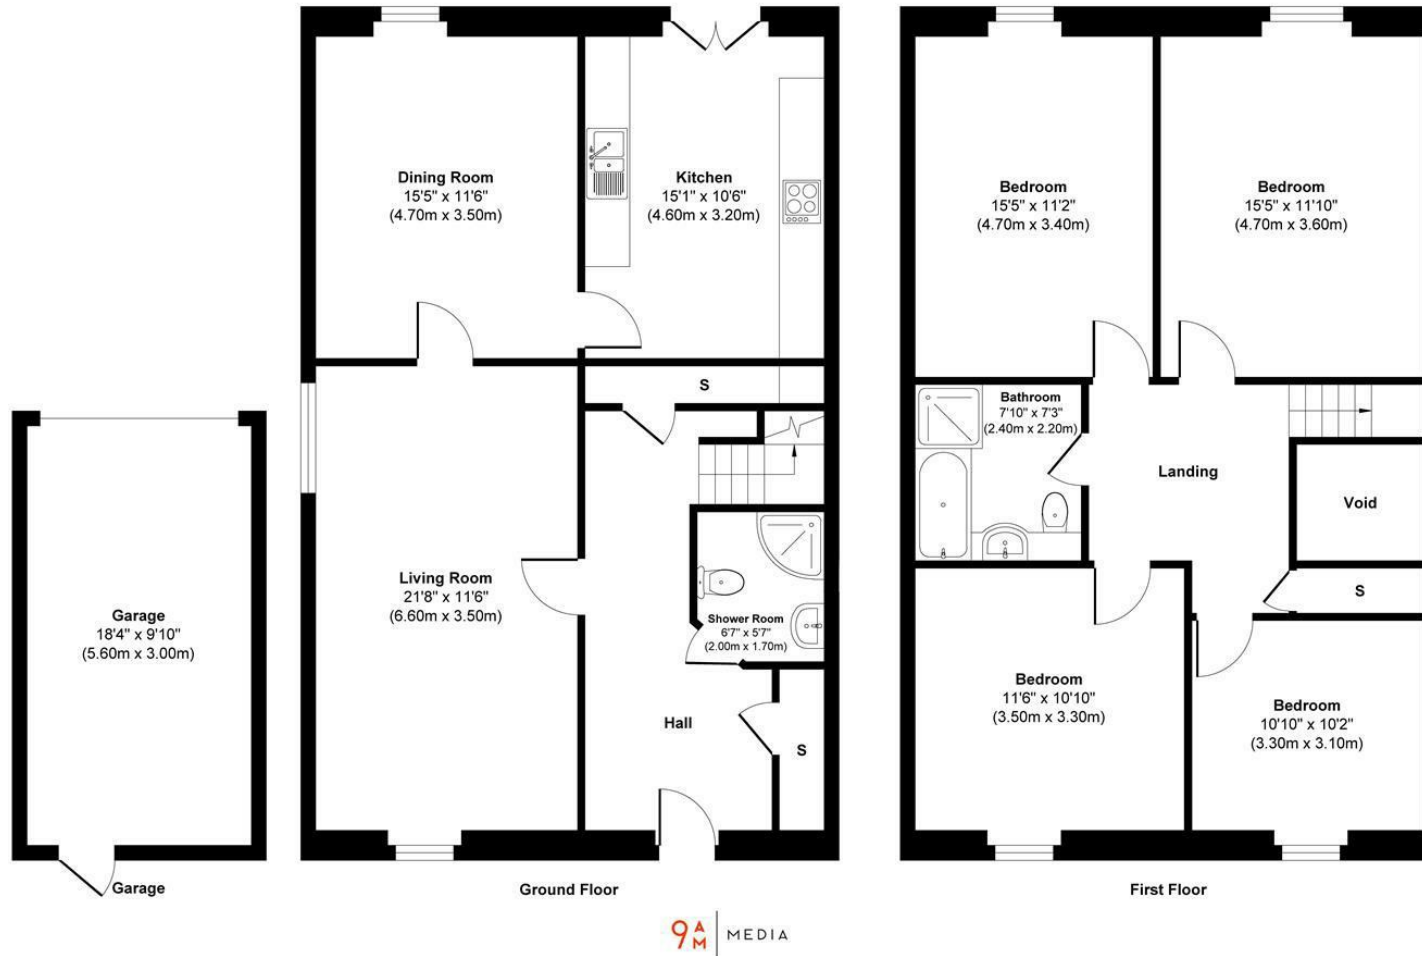 Dining Room
15'5" x 11'6"
(4.70m x 3.50m)
Kitchen
15'1" x 10'6"
(4.60m x 3.20m)
S
Living Room
21'8" x 11'6"
(6.60m x 3.50m)
Shower Room
6'7" x 5'7"
(2.00m x 1.70m)
Hall
S
Garage
18'4" x 9'10"
(5.60m x 3.00m)
Garage
Ground Floor
Bedroom
15'5" x 11'2"
(4.70m x 3.40m)
Bedroom
15'5" x 11'10"
(4.70m x 3.60m)
Bathroom
7'10" x 7'3"
(2.40m x 2.20m)
Landing
Void
S
Bedroom
11'6" x 10'10"
(3.50m x 3.30m)
Bedroom
10'10" x 10'2"
(3.30m x 3.10m)
First Floor
9AM MEDIA